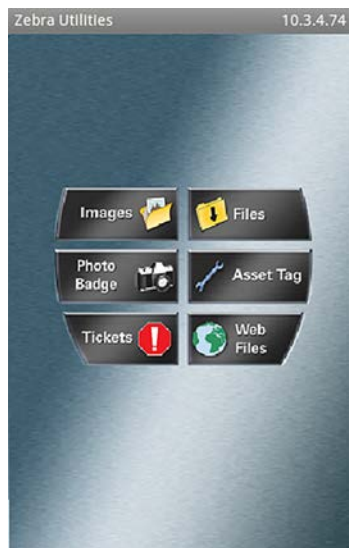 Zebra Utilities 10.3.4.74
Images Files
Photo
Badge
Asset Tag
Tickets
Web
Files